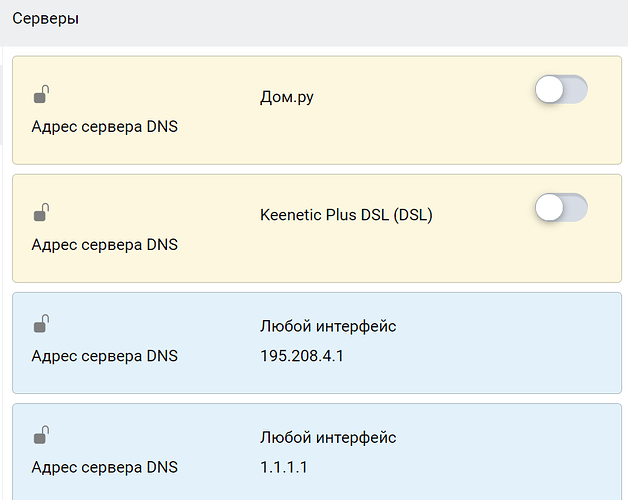 Серверы
Дом.ру
Адрес сервера DNS
Keenetic Plus DSL (DSL)
Адрес сервера DNS
Любой интерфейс
Адрес сервера DNS 195.208.4.1
Любой интерфейс
Адрес сервера DNS 1.1.1.1